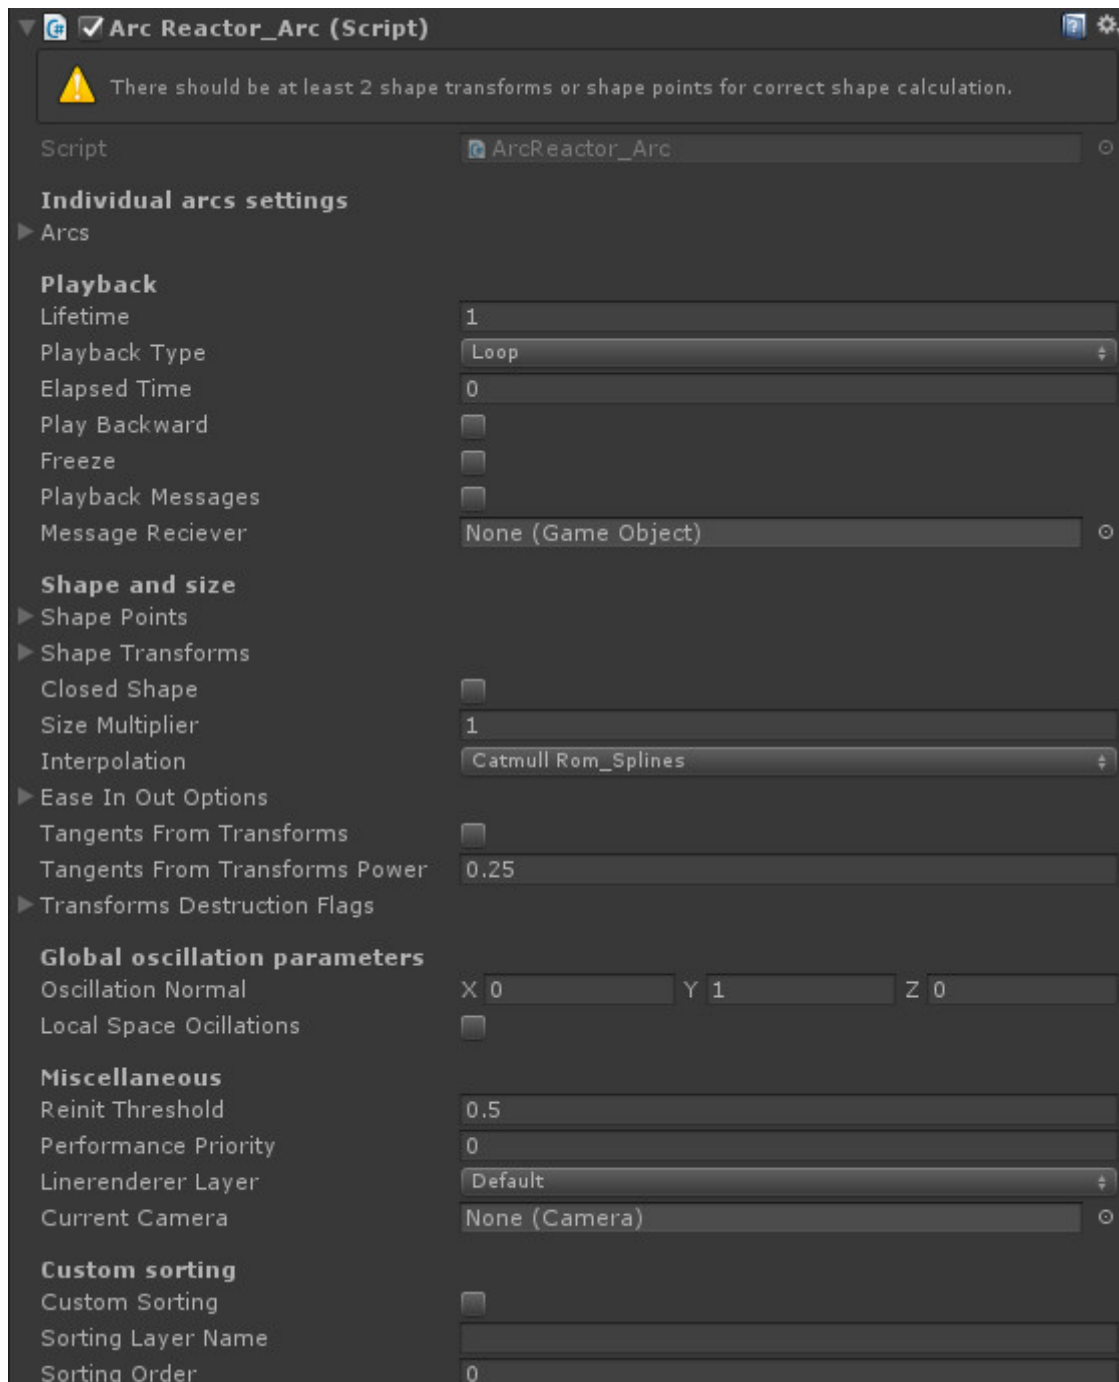 Arc Reactor_Arc (Script)
There should be at least 2 shape transforms or shape points for correct shape calculation.
Script ArcReactor_Arc
Individual arcs settings
Arcs
Playback
Lifetime 1
Playback Type Loop
Elapsed Time 0
Play Backward
Freeze
Playback Messages
Message Reciever None (Game Object)
Shape and size
Shape Points
Shape Transforms
Closed Shape
Size Multiplier 1
Interpolation Catmull Rom_Splines
Ease In Out Options
Tangents From Transforms
Tangents From Transforms Power 0.25
Transforms Destruction Flags
Global oscillation parameters
Oscillation Normal X 0 Y 1 Z 0
Local Space Ocillations
Miscellaneous
Reinit Threshold 0.5
Performance Priority 0
Linerenderer Layer Default
Current Camera None (Camera)
Custom sorting
Custom Sorting
Sorting Layer Name
Sorting Order 0